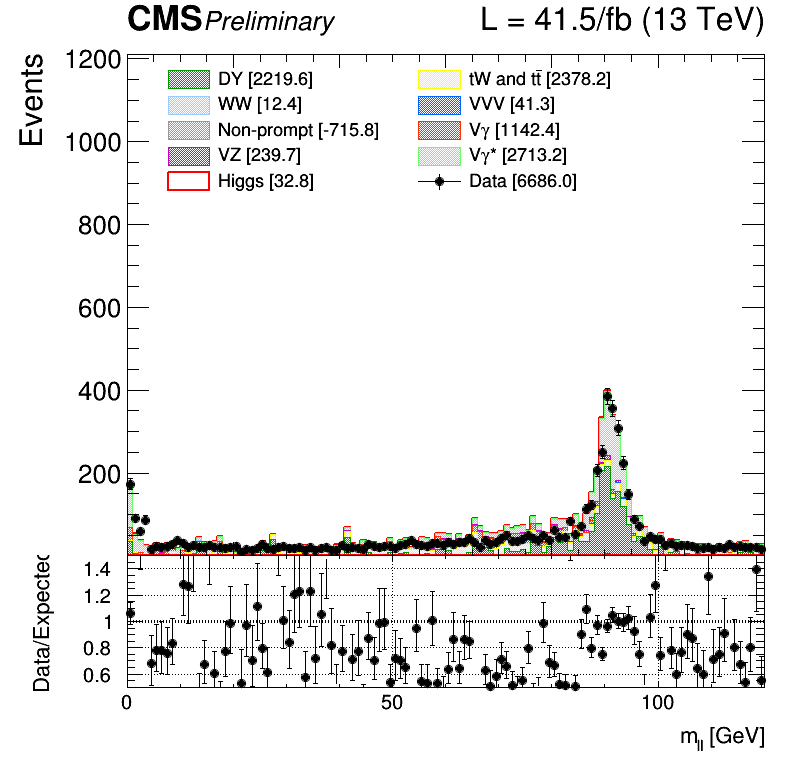 CMS Preliminary L = 41.5/fb (13 TeV)
Events
1200
1000
800
600
400
200
DY [2219.6]
tW and tt̄ [2378.2]
WW [12.4]
VVV [41.3]
Non-prompt [-715.8]
Vγ [1142.4]
VZ [239.7]
Vγ* [2713.2]
Higgs [32.8]
Data [6686.0]
Data/Expected
1.4
1.2
1
0.8
0.6
0 50 100
m_ll [GeV]